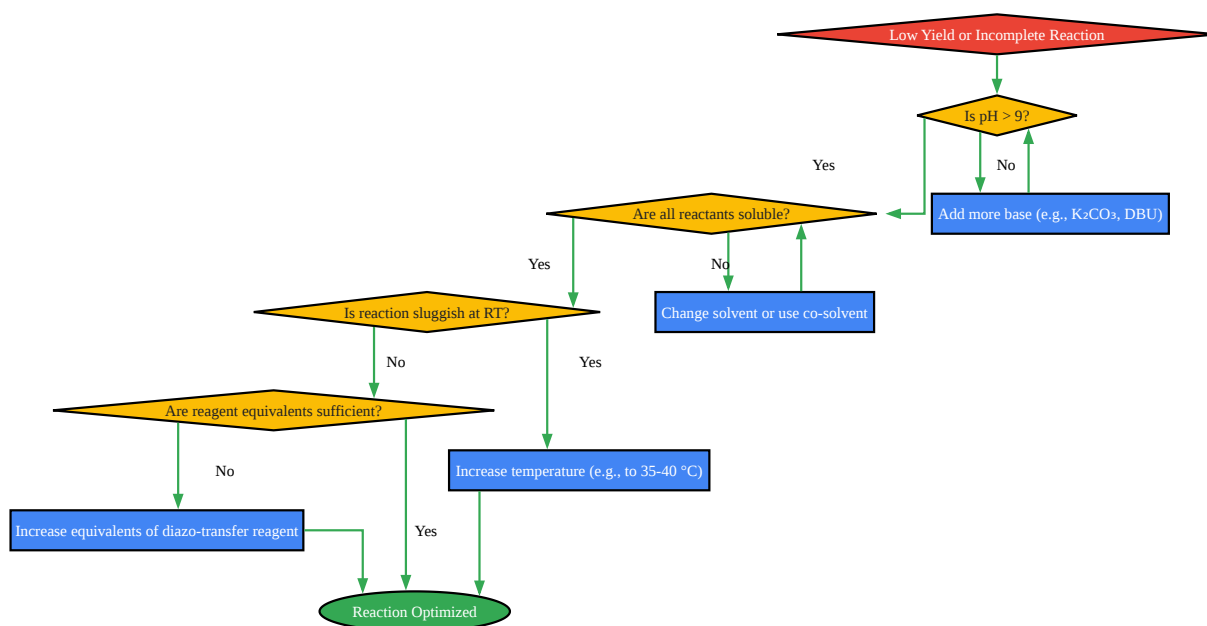 Low Yield or Incomplete Reaction
Is pH > 9?
Yes
No
Are all reactants soluble?
Add more base (e.g., K₂CO₃, DBU)
Yes
No
Is reaction sluggish at RT?
Change solvent or use co-solvent
No
Yes
Are reagent equivalents sufficient?
No
Increase temperature (e.g., to 35-40 °C)
Increase equivalents of diazo-transfer reagent
Yes
Reaction Optimized